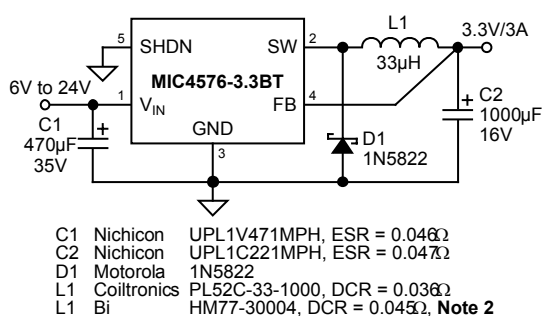 5 SHDN
SW 2
L1
33µH
3.3V/3A
MIC4576-3.3BT
6V to 24V
1 VIN
FB 4
GND
3
C1
470µF
35V
+
D1
1N5822
+
C2
1000µF
16V
C1 Nichicon UPL1V471MPH, ESR = 0.046Ω
C2 Nichicon UPL1C221MPH, ESR = 0.047Ω
D1 Motorola 1N5822
L1 Coiltronics PL52C-33-1000, DCR = 0.036Ω
L1 Bi HM77-30004, DCR = 0.045Ω, Note 2